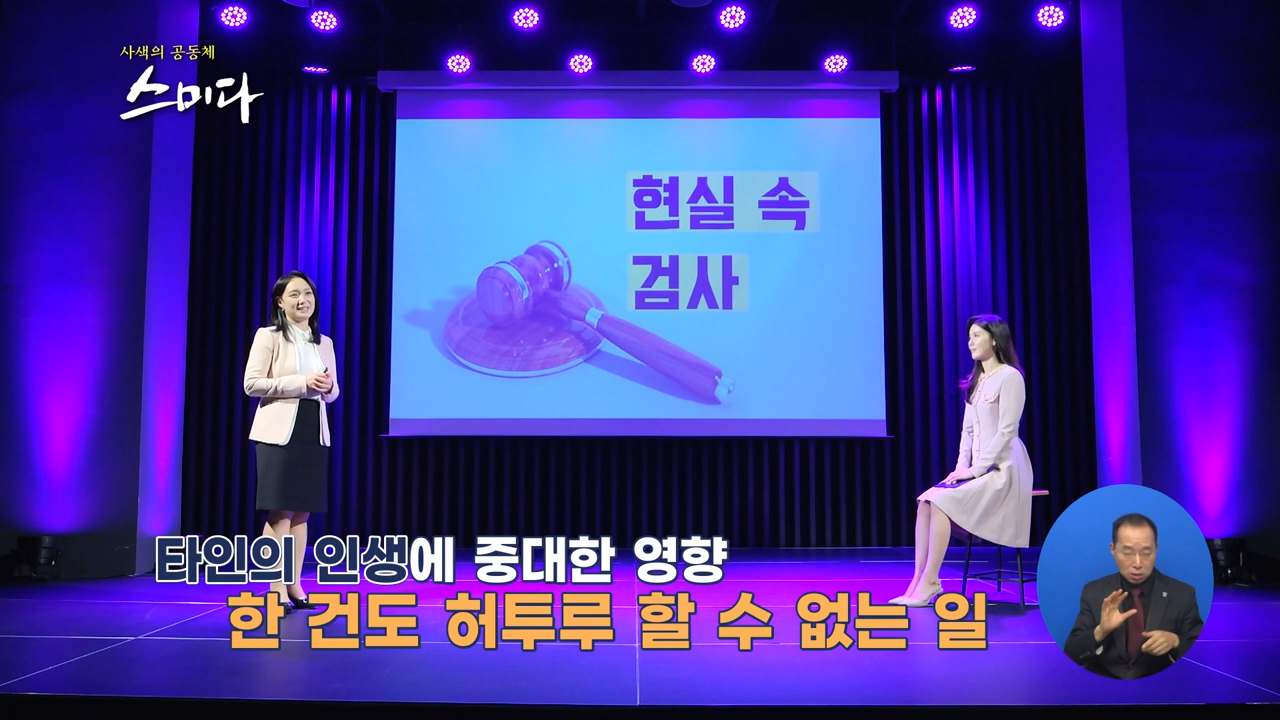 사색의 공동체
스미다
현실 속
검사
타인의 인생에 중대한 영향
한 건도 허투루 할 수 없는 일